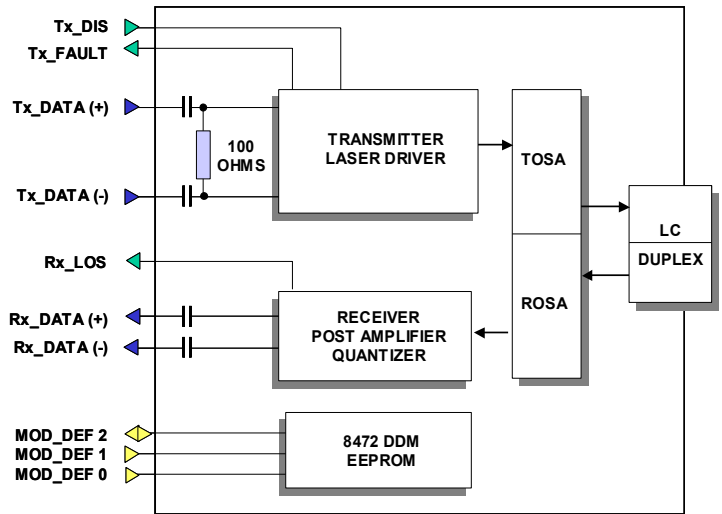 Tx_DIS
Tx_FAULT
Tx_DATA (+)
100
OHMS
Tx_DATA (-)
TRANSMITTER
LASER DRIVER
TOSA
LC
DUPLEX
Rx_LOS
Rx_DATA (+)
Rx_DATA (-)
RECEIVER
POST AMPLIFIER
QUANTIZER
ROSA
MOD_DEF 2
MOD_DEF 1
MOD_DEF 0
8472 DDM
EEPROM